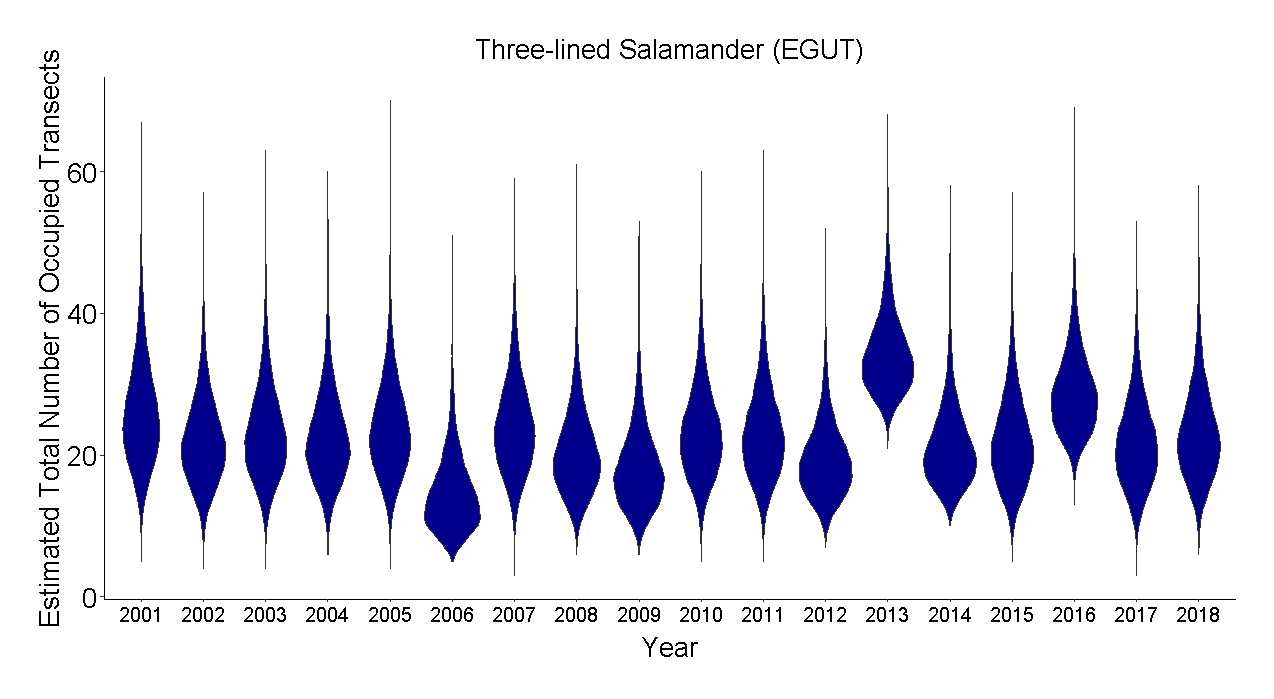 Three-lined Salamander (EGUT)
Estimated Total Number of Occupied Transects
60
40
20
0
2001 2002 2003 2004 2005 2006 2007 2008 2009 2010 2011 2012 2013 2014 2015 2016 2017 2018
Year